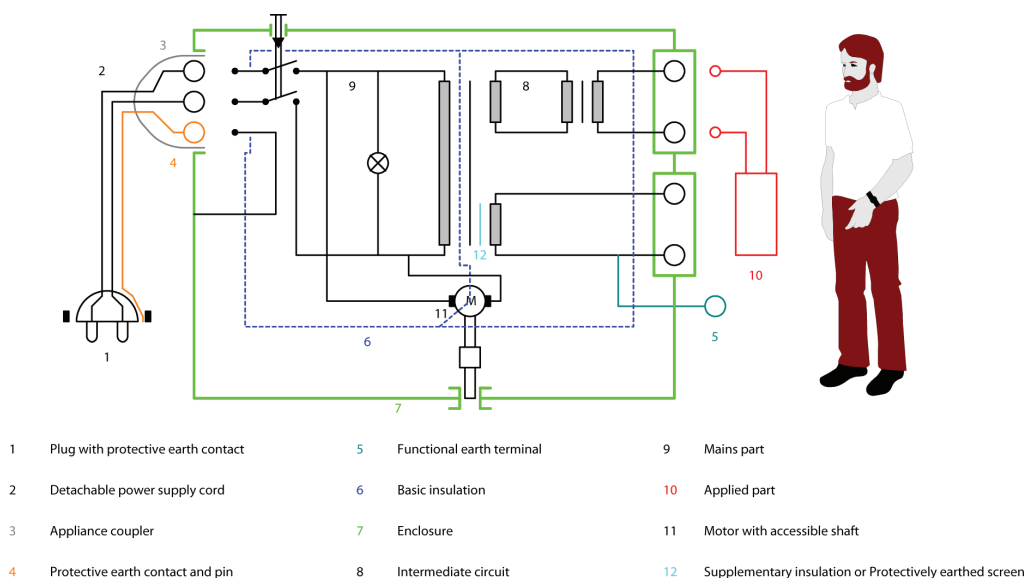 3
2
9
8
4
12
10
M
11
5
6
1
7
1 Plug with protective earth contact
5 Functional earth terminal
9 Mains part
2 Detachable power supply cord
6 Basic insulation
10 Applied part
3 Appliance coupler
7 Enclosure
11 Motor with accessible shaft
4 Protective earth contact and pin
8 Intermediate circuit
12 Supplementary insulation or Protectively earthed screen